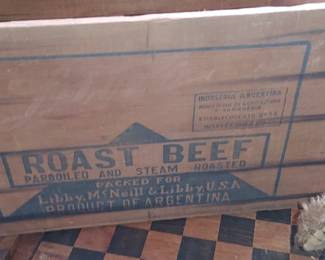 INDUSTRIA ARGENTINA
ROAST BEEF
PARBOILED AND STEAM ROASTED
PACKED FOR
Libby, McNeill & Libby, U.S.A
PRODUCT OF ARGENTINA